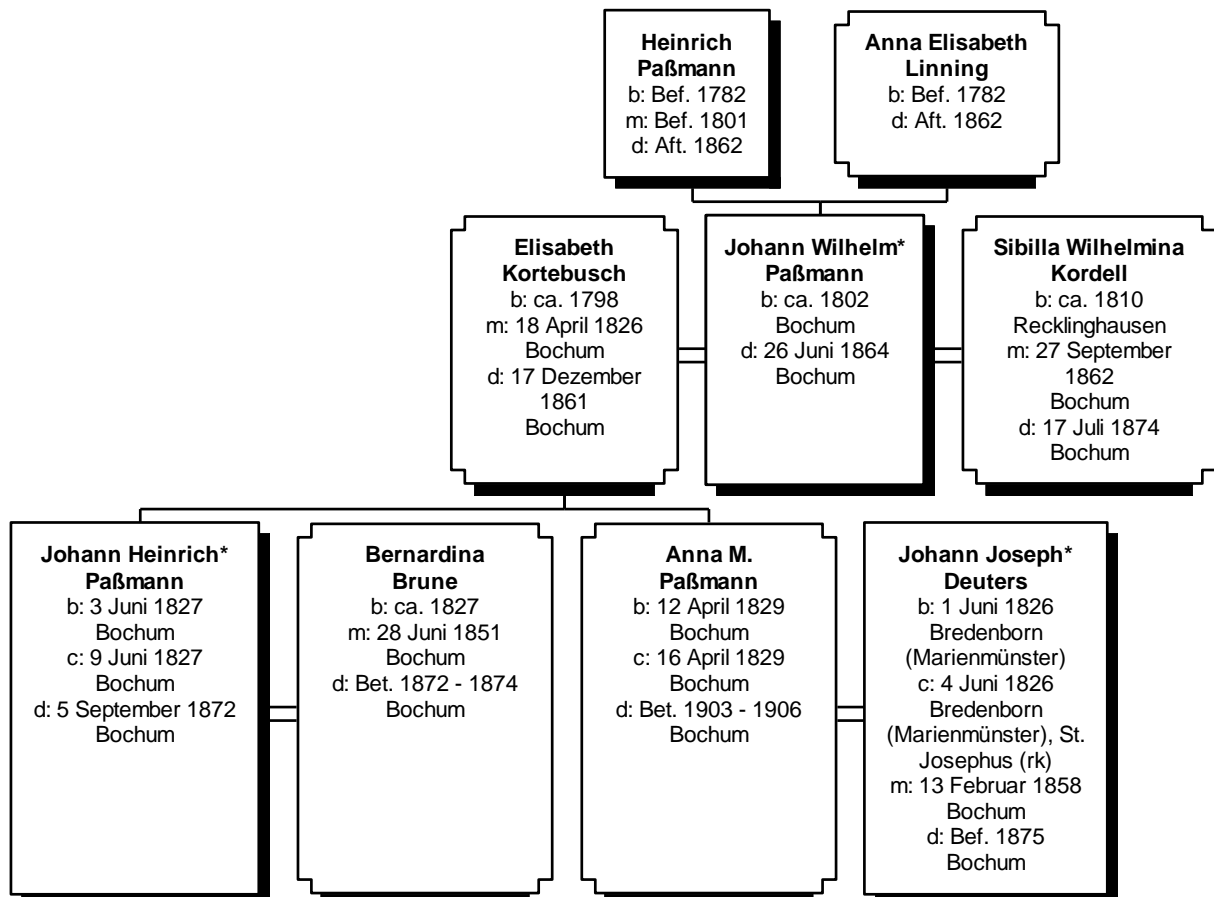 Heinrich
Paßmann
b: Bef. 1782
m: Bef. 1801
d: Aft. 1862
Anna Elisabeth
Linning
b: Bef. 1782
d: Aft. 1862
Elisabeth
Kortebusch
b: ca. 1798
m: 18 April 1826
Bochum
d: 17 Dezember
1861
Bochum
Johann Wilhelm*
Paßmann
b: ca. 1802
Bochum
d: 26 Juni 1864
Bochum
Sibilla Wilhelmina
Kordell
b: ca. 1810
Recklinghausen
m: 27 September
1862
Bochum
d: 17 Juli 1874
Bochum
Johann Heinrich*
Paßmann
b: 3 Juni 1827
Bochum
c: 9 Juni 1827
Bochum
d: 5 September 1872
Bochum
Bernardina
Brune
b: ca. 1827
m: 28 Juni 1851
Bochum
d: Bet. 1872 - 1874
Bochum
Anna M.
Paßmann
b: 12 April 1829
Bochum
c: 16 April 1829
Bochum
d: Bet. 1903 - 1906
Bochum
Johann Joseph*
Deuters
b: 1 Juni 1826
Bredenborn
(Marienmünster)
c: 4 Juni 1826
Bredenborn
(Marienmünster), St.
Josephus (rk)
m: 13 Februar 1858
Bochum
d: Bef. 1875
Bochum